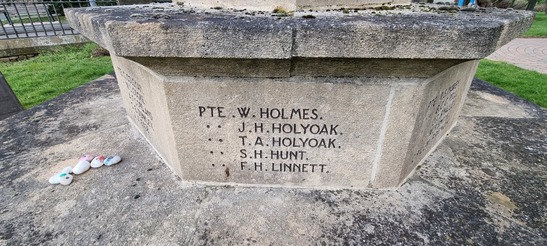 PTE. W. HOLMES.
" J. H. HOLYOAK.
" T. A. HOLYOAK.
" S. H. HUNT.
" F. H. LINNETT.